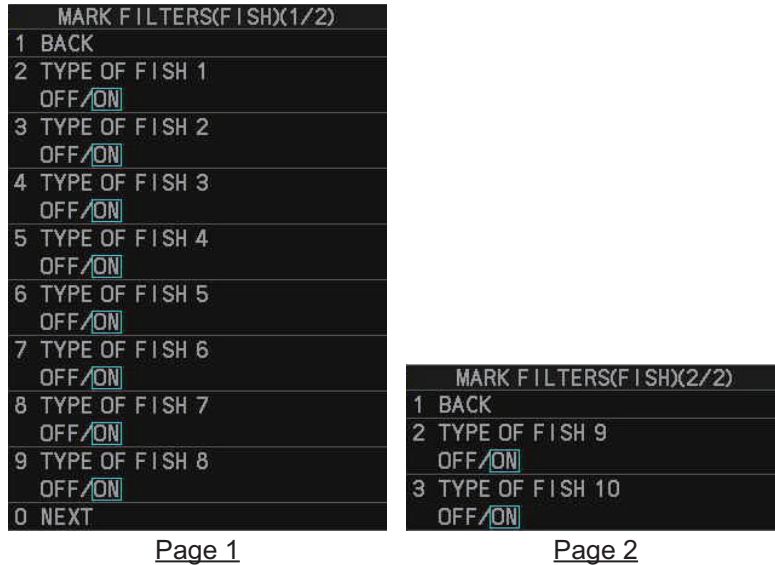 MARK FILTERS(FISH)(1/2)
1 BACK
2 TYPE OF FISH 1
OFF/ON
3 TYPE OF FISH 2
OFF/ON
4 TYPE OF FISH 3
OFF/ON
5 TYPE OF FISH 4
OFF/ON
6 TYPE OF FISH 5
OFF/ON
7 TYPE OF FISH 6
OFF/ON
8 TYPE OF FISH 7
OFF/ON
9 TYPE OF FISH 8
OFF/ON
0 NEXT
Page 1
MARK FILTERS(FISH)(2/2)
1 BACK
2 TYPE OF FISH 9
OFF/ON
3 TYPE OF FISH 10
OFF/ON
Page 2